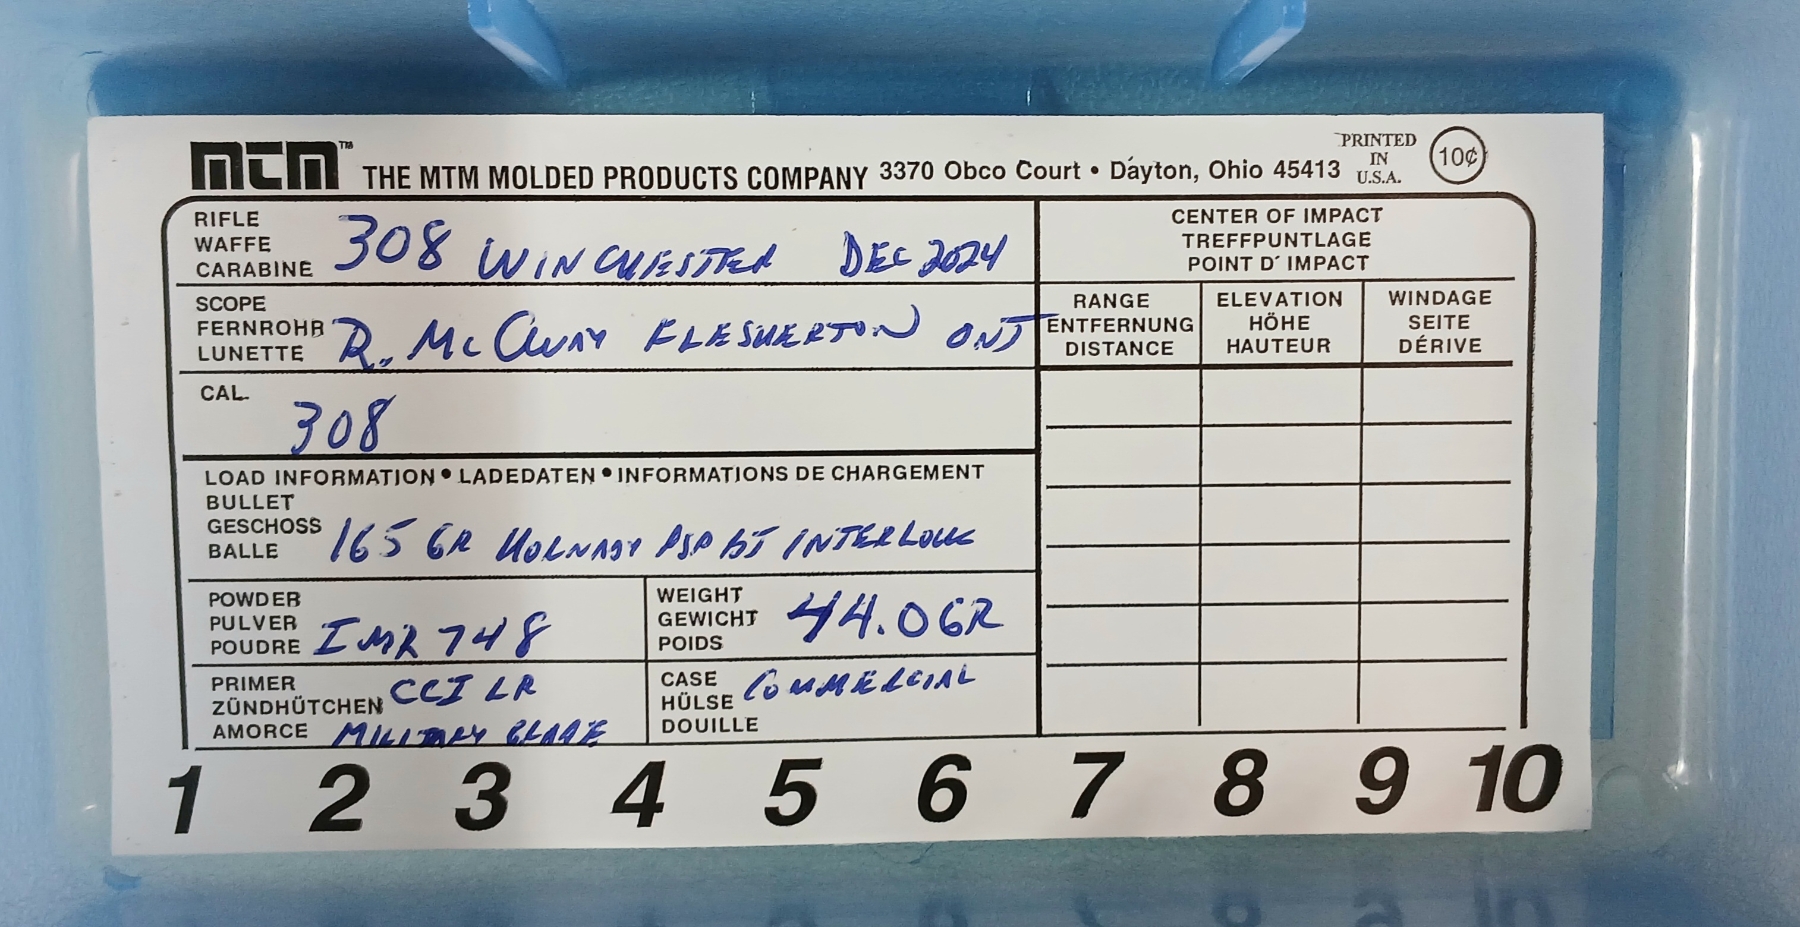 MTM™ THE MTM MOLDED PRODUCTS COMPANY 3370 Obco Court • Dayton, Ohio 45413 PRINTED IN U.S.A. 10¢
RIFLE
WAFFE
CARABINE
308 WINCHESTER DEC 2024
SCOPE
FERNROHR
LUNETTE
R. McCluay FLESHERTON ONT
CAL.
308
LOAD INFORMATION • LADEDATEN • INFORMATIONS DE CHARGEMENT
BULLET
GESCHOSS
BALLE
165 GR HORNADY PSP BT INTERLOCK
POWDER
PULVER
POUDRE
IMR 748
WEIGHT
GEWICHT
POIDS
44.0 GR
PRIMER
ZÜNDHÜTCHEN
AMORCE
CCI LR
MILITARY GRADE
CASE
HÜLSE
DOUILLE
COMMERCIAL
CENTER OF IMPACT
TREFFPUNTLAGE
POINT D´ IMPACT
RANGE
ENTFERNUNG
DISTANCE
ELEVATION
HÖHE
HAUTEUR
WINDAGE
SEITE
DÉRIVE
1 2 3 4 5 6 7 8 9 10